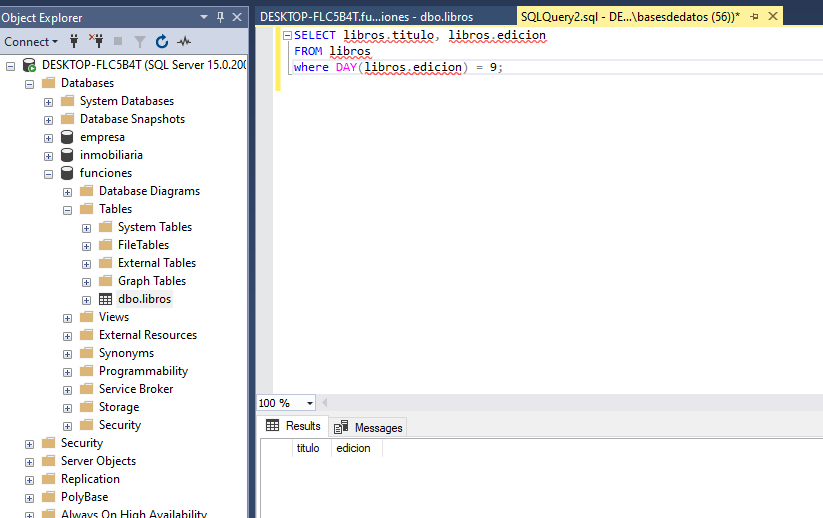 Object Explorer
Connect
DESKTOP-FLC5B4T (SQL Server 15.0.200
Databases
System Databases
Database Snapshots
empresa
inmobiliaria
funciones
Database Diagrams
Tables
System Tables
FileTables
External Tables
Graph Tables
dbo.libros
Views
External Resources
Synonyms
Programmability
Service Broker
Storage
Security
Security
Server Objects
Replication
PolyBase
Always On High Availability
DESKTOP-FLC5B4T.fu...iones - dbo.libros
SQLQuery2.sql - DE...\basesdedatos (56))*
SELECT libros.titulo, libros.edicion
FROM libros
where DAY(libros.edicion) = 9;
100 %
Results
Messages
titulo edicion